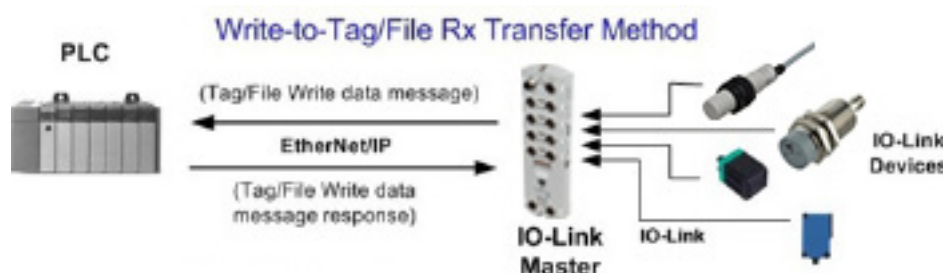 Write-to-Tag/File Rx Transfer Method
PLC
(Tag/File Write data message)
EtherNet/IP
(Tag/File Write data
message response)
IO-Link
Master
IO-Link
IO-Link
Devices